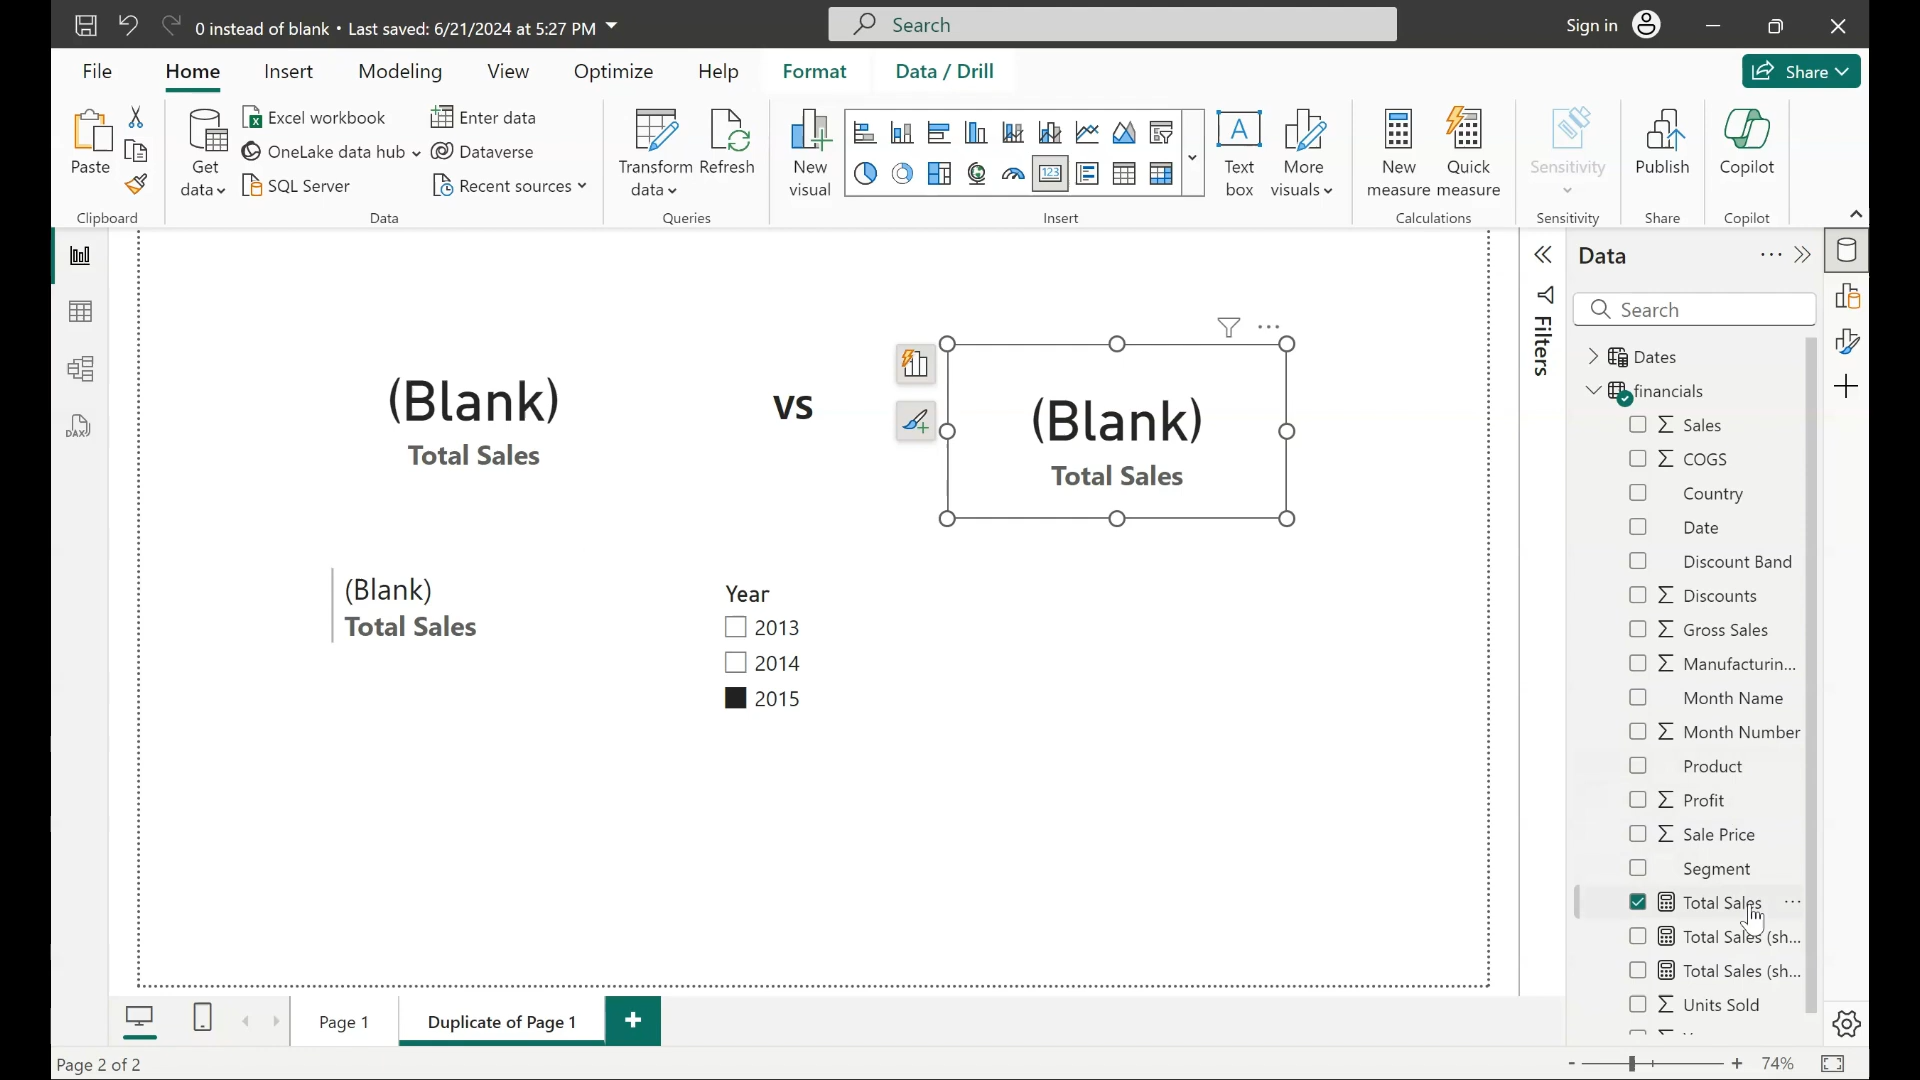 0 instead of blank • Last saved: 6/21/2024 at 5:27 PM
Search
Sign in
File
Home
Insert
Modeling
View
Optimize
Help
Format
Data / Drill
Share
Paste
Get data
Excel workbook
OneLake data hub
SQL Server
Enter data
Dataverse
Recent sources
Transform data
Refresh
New visual
123
A
Text box
More visuals
New measure
Quick measure
Sensitivity
Publish
Copilot
Clipboard
Data
Queries
Insert
Calculations
Sensitivity
Share
Copilot
DAX
(Blank)
Total Sales
VS
(Blank)
Total Sales
(Blank)
Total Sales
Year
2013
2014
2015
Filters
Data
Search
Dates
financials
Sales
COGS
Country
Date
Discount Band
Discounts
Gross Sales
Manufacturin...
Month Name
Month Number
Product
Profit
Sale Price
Segment
Total Sales
Total Sales (sh...
Total Sales (sh...
Units Sold
Page 1
Duplicate of Page 1
Page 2 of 2
74%